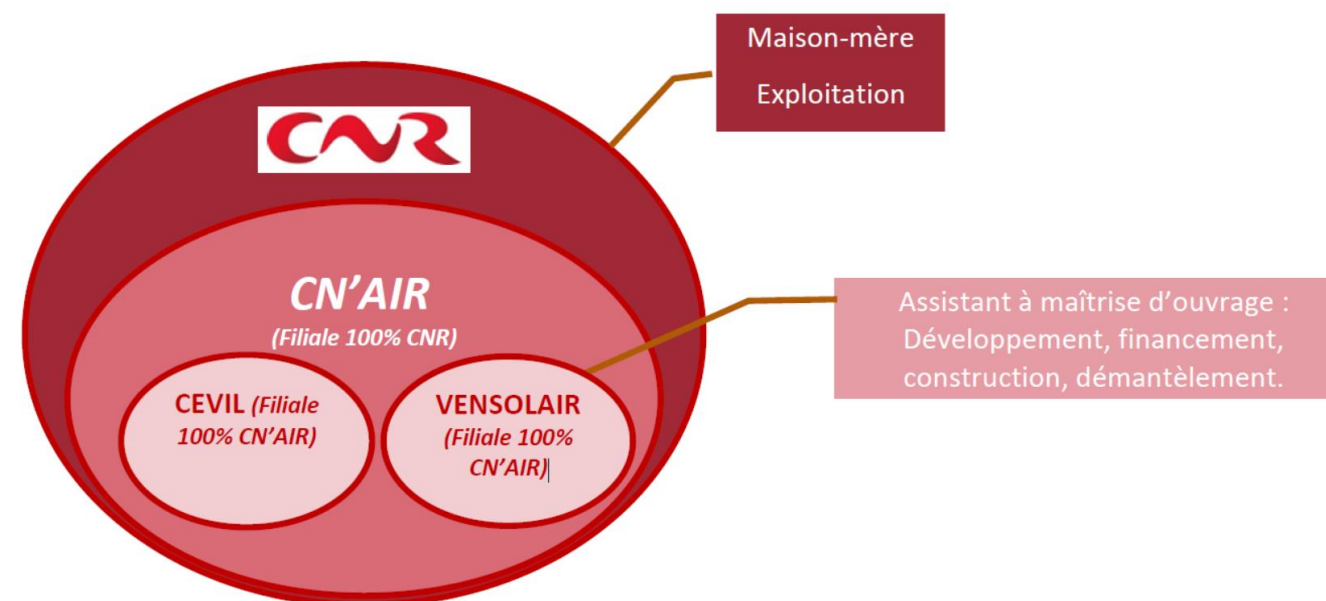 Maison-mère
Exploitation
CNR
CN’AIR
(Filiale 100% CNR)
Assistant à maîtrise d’ouvrage :
Développement, financement,
construction, démantèlement.
CEVIL (Filiale
100% CN’AIR)
VENSOLAIR
(Filiale 100%
CN’AIR)